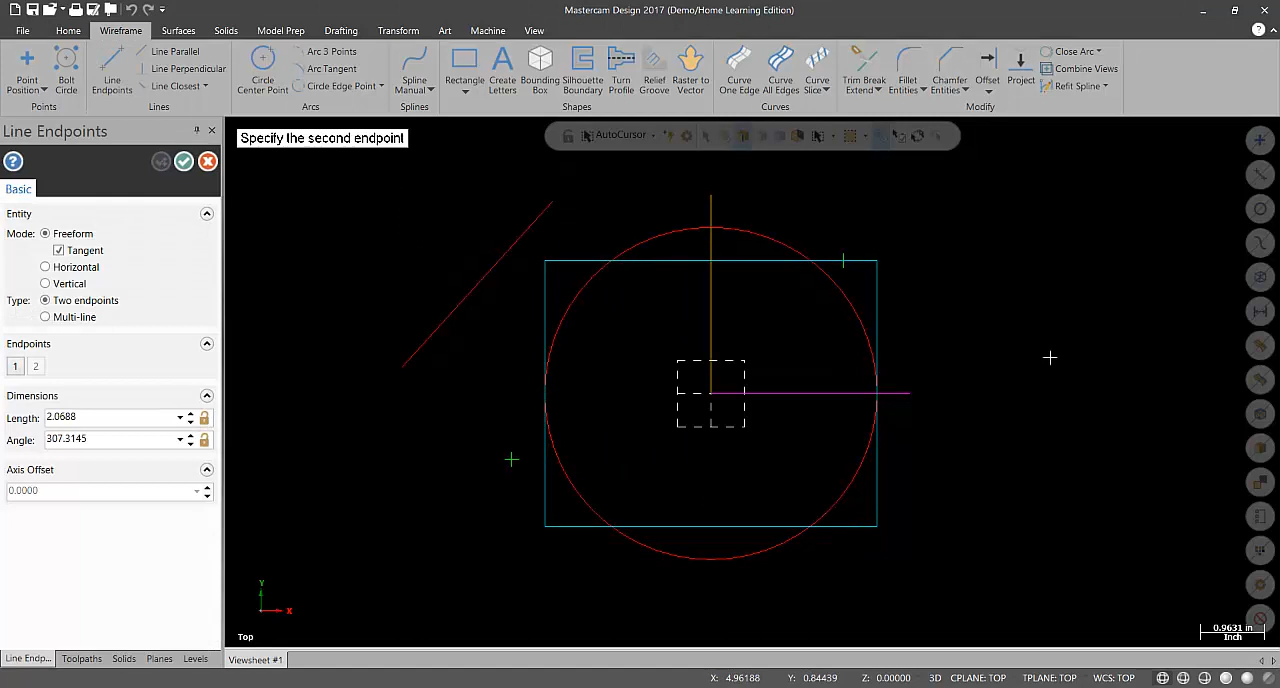 Mastercam Design 2017 (Demo/Home Learning Edition)
File Home Wireframe Surfaces Solids Model Prep Drafting Transform Art Machine View
Point Position
Bolt Circle
Points
Line Endpoints
Line Parallel
Line Perpendicular
Line Closest
Lines
Circle Center Point
Arc 3 Points
Arc Tangent
Circle Edge Point
Arcs
Spline Manual
Splines
Rectangle
Create Letters
Bounding Box
Silhouette Boundary
Turn Profile
Relief Groove
Raster to Vector
Shapes
Curve One Edge
Curve All Edges
Curve Slice
Curves
Trim Break Extend
Fillet Entities
Chamfer Entities
Offset
Project
Close Arc
Combine Views
Refit Spline
Modify
Line Endpoints
Specify the second endpoint
AutoCursor
Basic
Entity
Mode: Freeform
Tangent
Horizontal
Vertical
Type: Two endpoints
Multi-line
Endpoints
1 2
Dimensions
Length: 2.0688
Angle: 307.3145
Axis Offset
0.0000
Y
X
Top
0.9631 in
Inch
Line Endp... Toolpaths Solids Planes Levels
Viewsheet #1
X: 4.96188 Y: 0.84439 Z: 0.00000 3D CPLANE: TOP TPLANE: TOP WCS: TOP